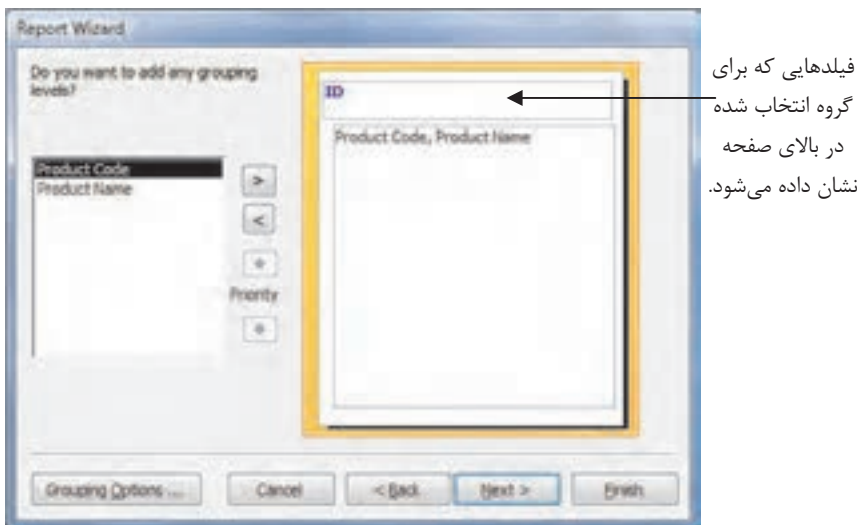 Report Wizard
Do you want to add any grouping
levels?
Product Code
Product Name
>
<
Priority
ID
Product Code, Product Name
Grouping Options ...
Cancel
< Back
Next >
Finish
فیلدهایی که برای
گروه انتخاب شده
در بالای صفحه
نشان داده می‌شود.